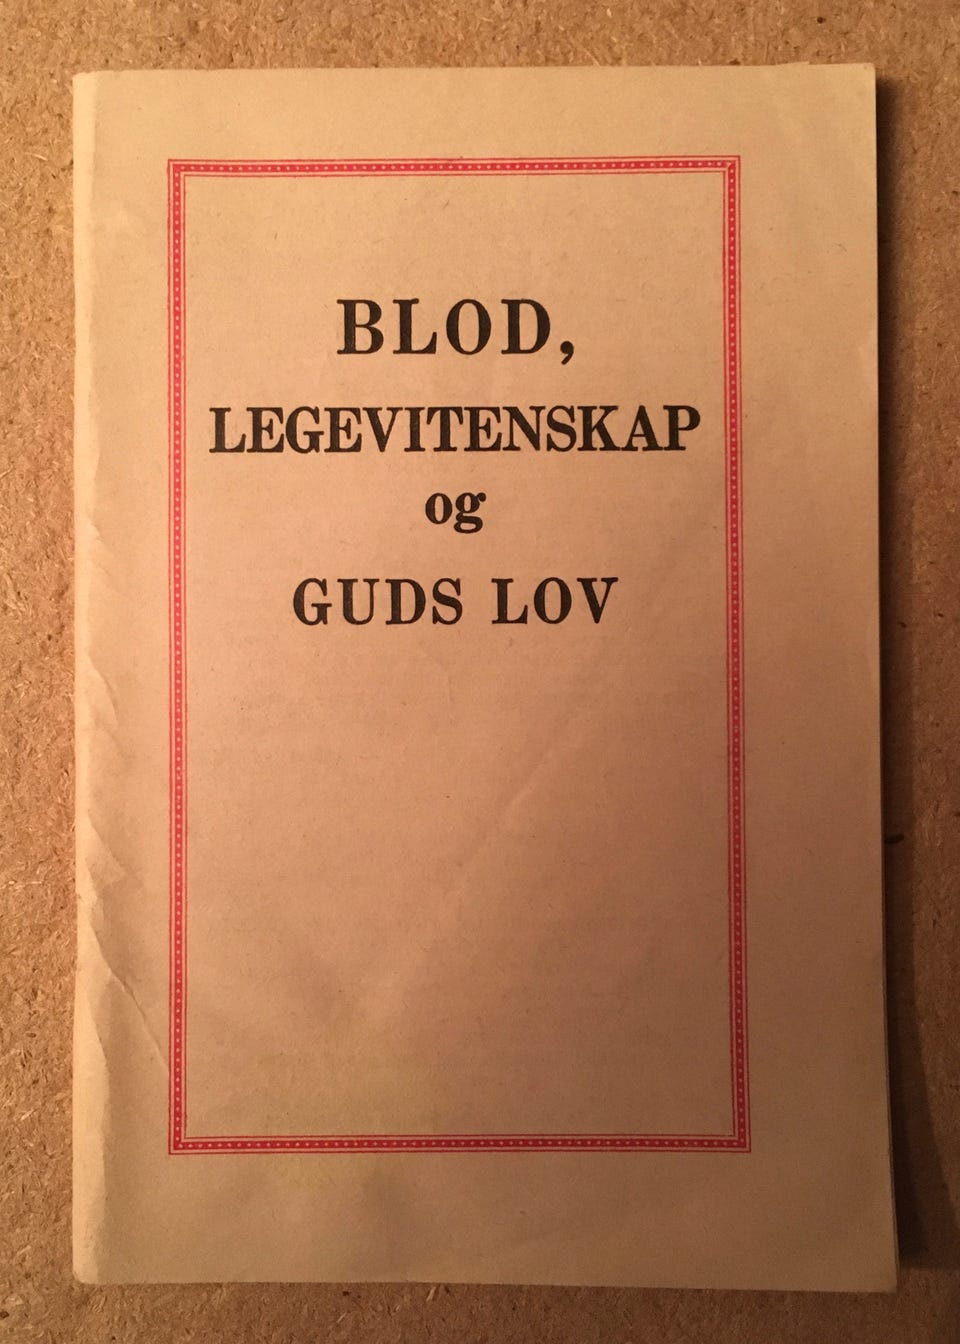 BLOD,
LEGEVITENSKAP
og
GUDS LOV